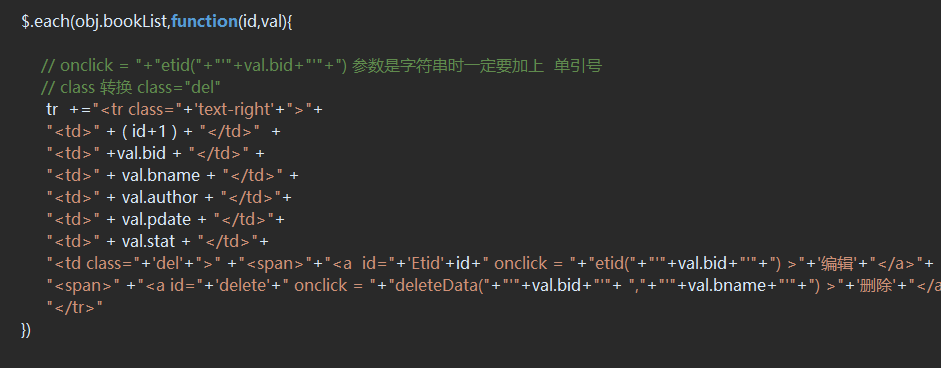 $.each(obj.bookList,function(id,val){
// onclick = "+"etid("+"'"+val.bid+"'"+") 参数是字符串时一定要加上  单引号
// class 转换 class="del"
tr  +="<tr class="+'text-right'+">"+
"<td>" + ( id+1 ) + "</td>"  +
"<td>" +val.bid + "</td>" +
"<td>" + val.bname + "</td>" +
"<td>" + val.author + "</td>"+
"<td>" + val.pdate + "</td>"+
"<td>" + val.stat + "</td>"+
"<td class="+'del'+">" +"<span>"+"<a  id="+'Etid'+id+" onclick = "+"etid("+"'"+val.bid+"'"+") >"+'编辑'+"</a>"+
"<span>" +"<a id="+'delete'+" onclick = "+"deleteData("+"'"+val.bid+"'"+ ","+"'"+val.bname+"'"+") >"+'删除'+"</a
"</tr>"
})